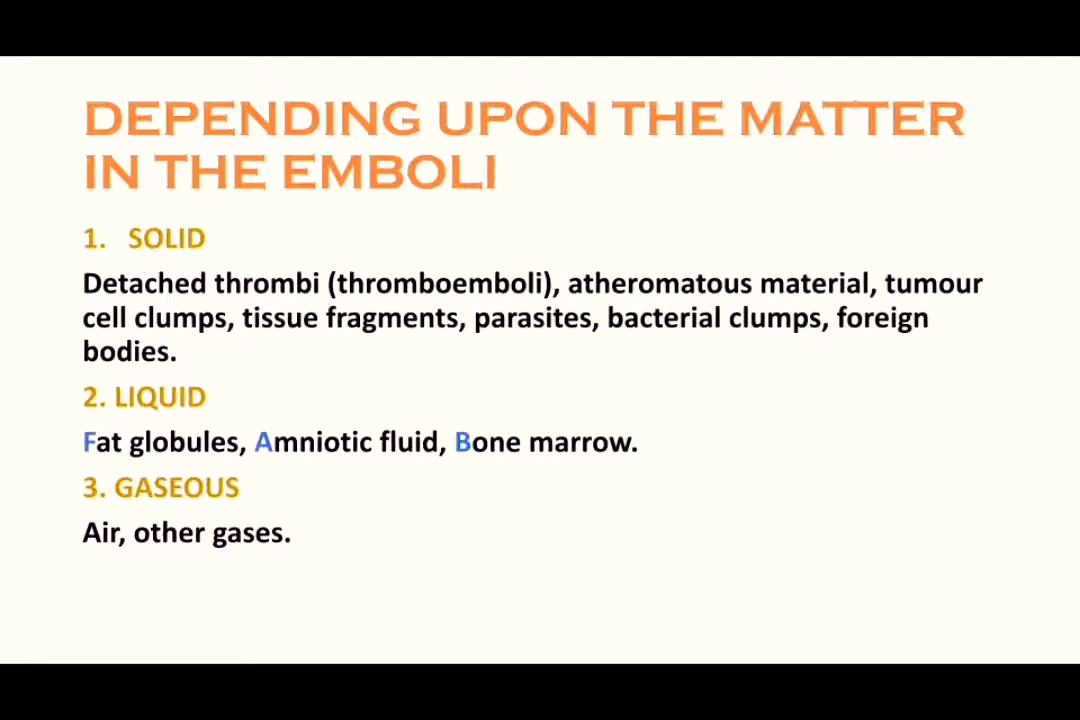 DEPENDING UPON THE MATTER
IN THE EMBOLI
1. SOLID
Detached thrombi (thromboemboli), atheromatous material, tumour
cell clumps, tissue fragments, parasites, bacterial clumps, foreign
bodies.
2. LIQUID
Fat globules, Amniotic fluid, Bone marrow.
3. GASEOUS
Air, other gases.